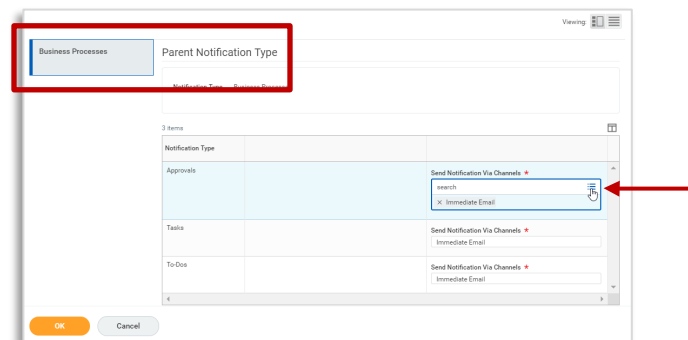 Viewing:
Business Processes
Parent Notification Type
Notification Type Business Processes
3 items
Notification Type
Approvals
Send Notification Via Channels *
search
× Immediate Email
Tasks
Send Notification Via Channels *
Immediate Email
To-Dos
Send Notification Via Channels *
Immediate Email
OK
Cancel